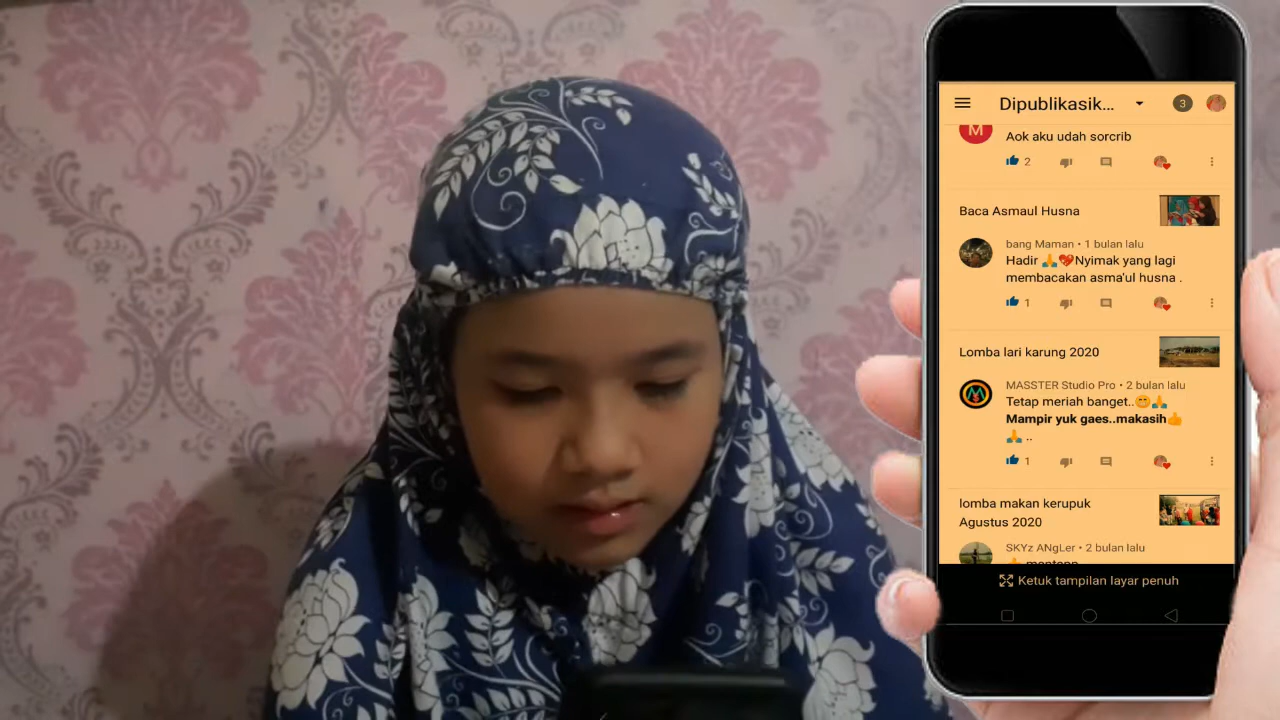 Dipublikasik...
3
M
Aok aku udah sorcrib
2
Baca Asmaul Husna
bang Maman • 1 bulan lalu
Hadir 🙏💖Nyimak yang lagi
membacakan asma'ul husna .
1
Lomba lari karung 2020
MASSTER Studio Pro • 2 bulan lalu
Tetap meriah banget..😁🙏
Mampir yuk gaes..makasih👍
🙏 ..
1
lomba makan kerupuk
Agustus 2020
SKYz ANgLer • 2 bulan lalu
Ketuk tampilan layar penuh